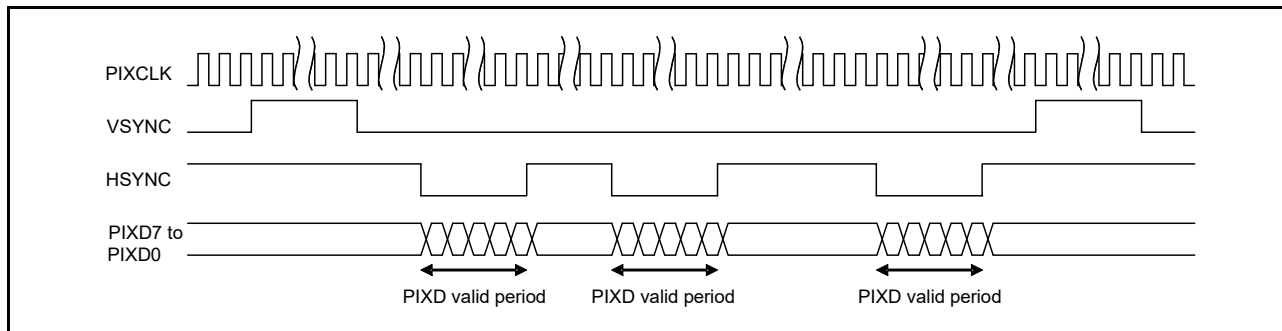 PIXCLK
VSYNC
HSYNC
PIXD7 to
PIXD0
PIXD valid period
PIXD valid period
PIXD valid period